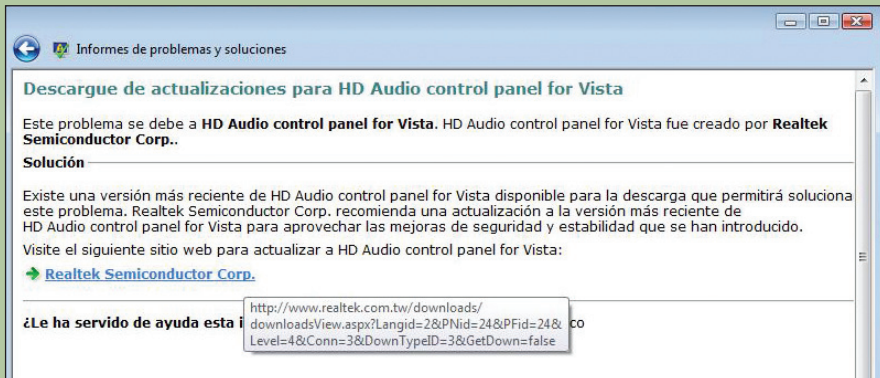 Informes de problemas y soluciones
Descargue de actualizaciones para HD Audio control panel for Vista
Este problema se debe a HD Audio control panel for Vista. HD Audio control panel for Vista fue creado por Realtek
Semiconductor Corp..
Solución
Existe una versión más reciente de HD Audio control panel for Vista disponible para la descarga que permitirá soluciona
este problema. Realtek Semiconductor Corp. recomienda una actualización a la versión más reciente de
HD Audio control panel for Vista para aprovechar las mejoras de seguridad y estabilidad que se han introducido.
Visite el siguiente sitio web para actualizar a HD Audio control panel for Vista:
Realtek Semiconductor Corp.
http://www.realtek.com.tw/downloads/
downloadsView.aspx?Langid=2&PNid=24&PFid=24&
Level=4&Conn=3&DownTypeID=3&GetDown=false
¿Le ha servido de ayuda esta i co